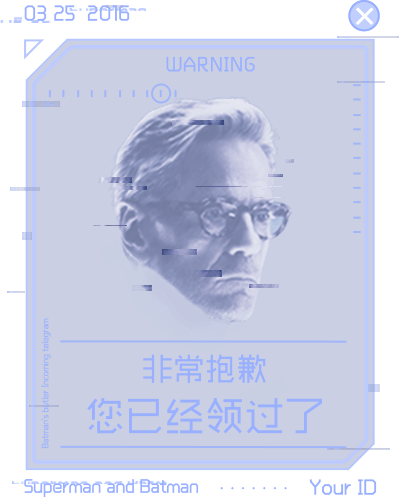 03 25 2016
WARNING
非常抱歉
您已经领过了
Batman's butler Incoming telegram
Superman and Batman
Your ID